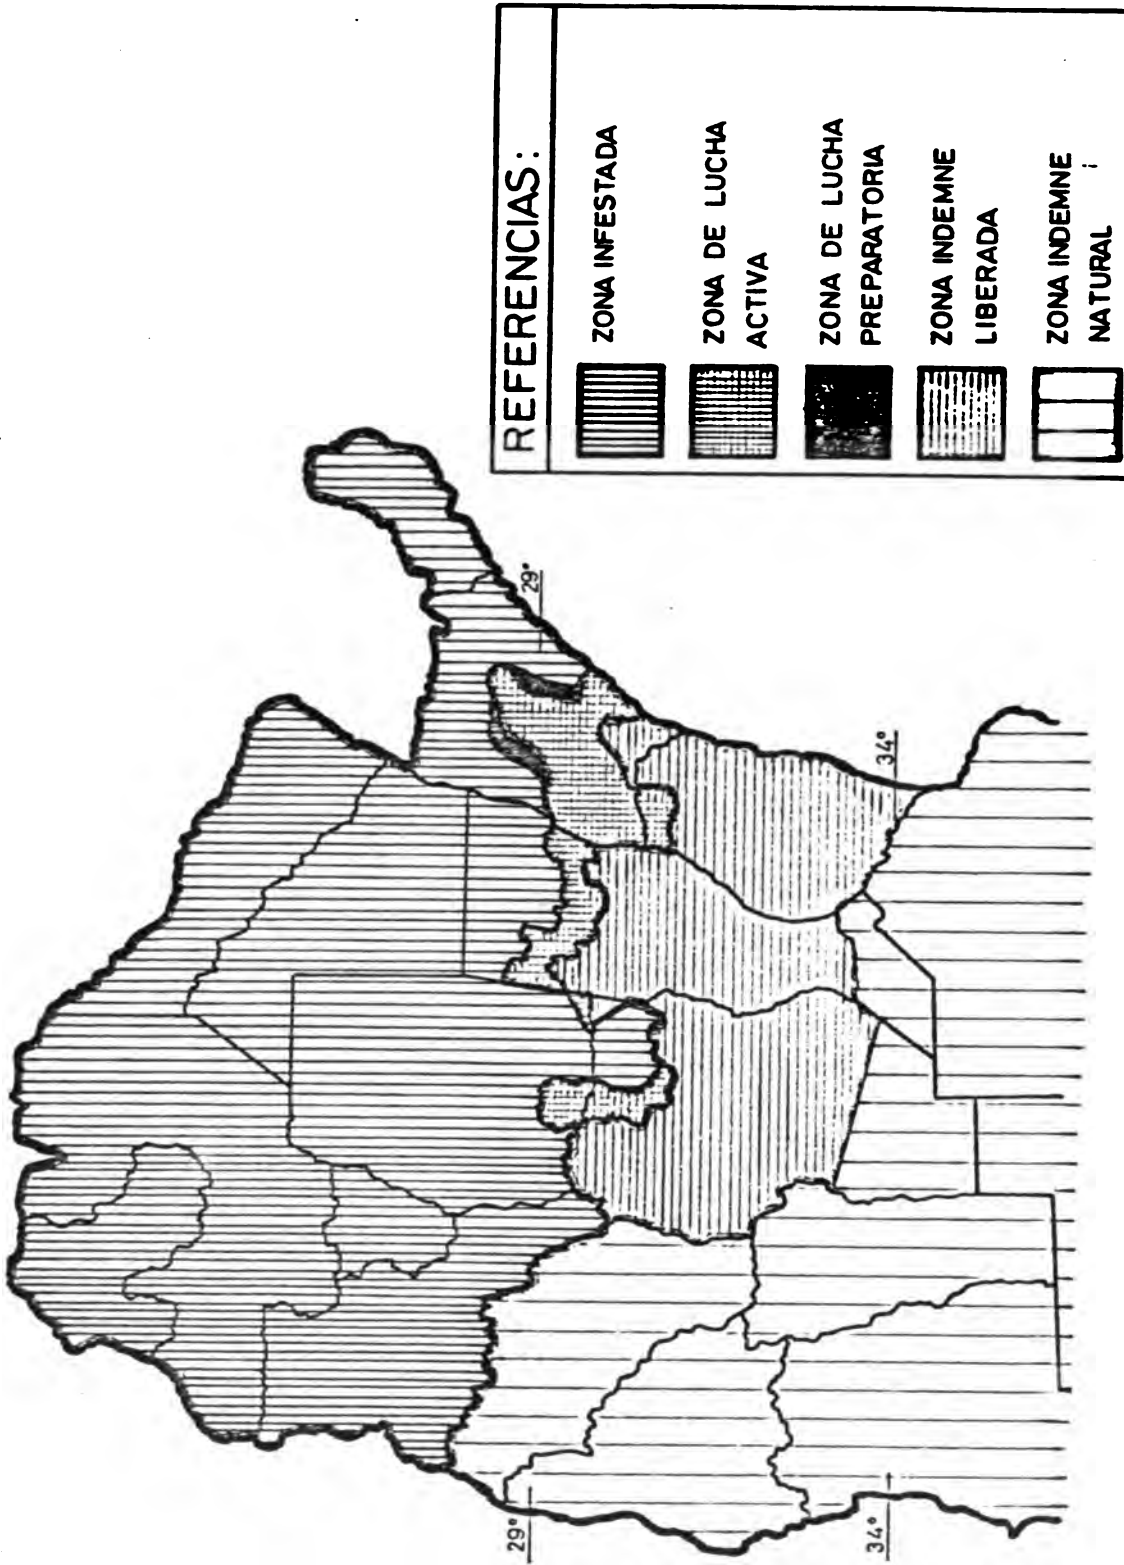 REFERENCIAS:
ZONA INFESTADA
ZONA DE LUCHA
ACTIVA
ZONA DE LUCHA
PREPARATORIA
ZONA INDEMNE
LIBERADA
ZONA INDEMNE
NATURAL
29°
34°
29°
34°